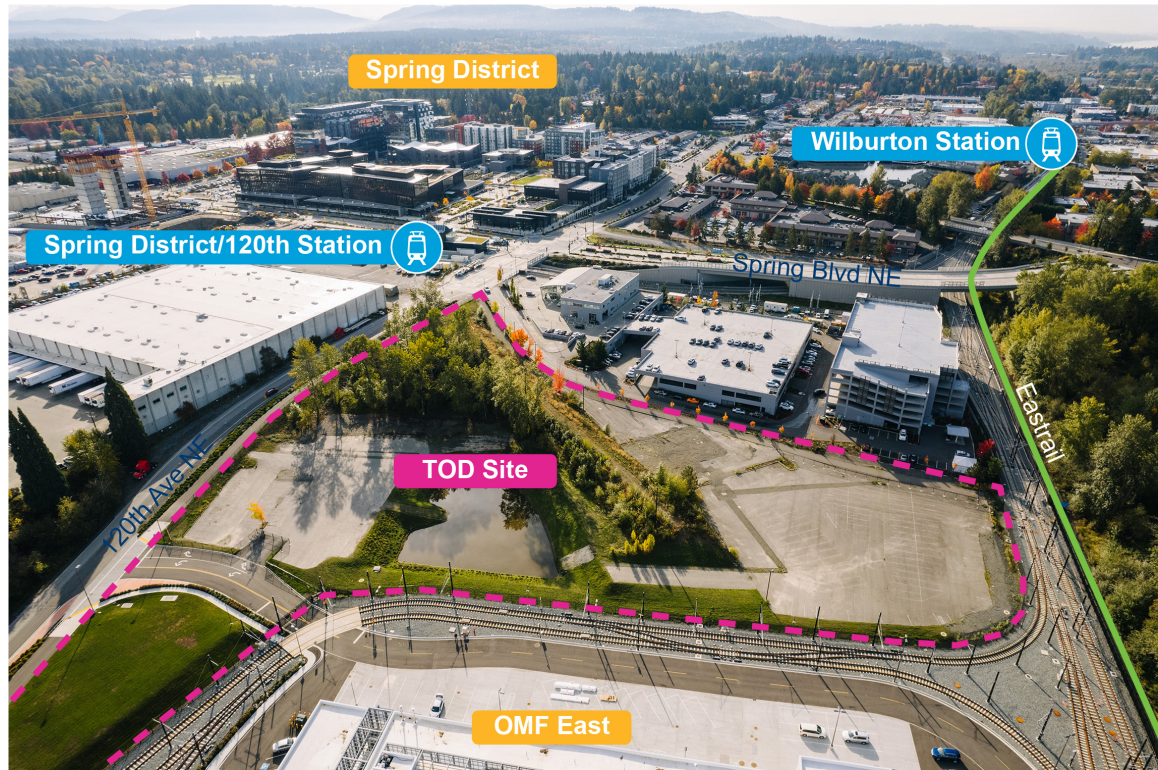 Spring District
Wilburton Station
Spring District/120th Station
Spring Blvd NE
Eastrail
TOD Site
120th Ave NE
OMF East